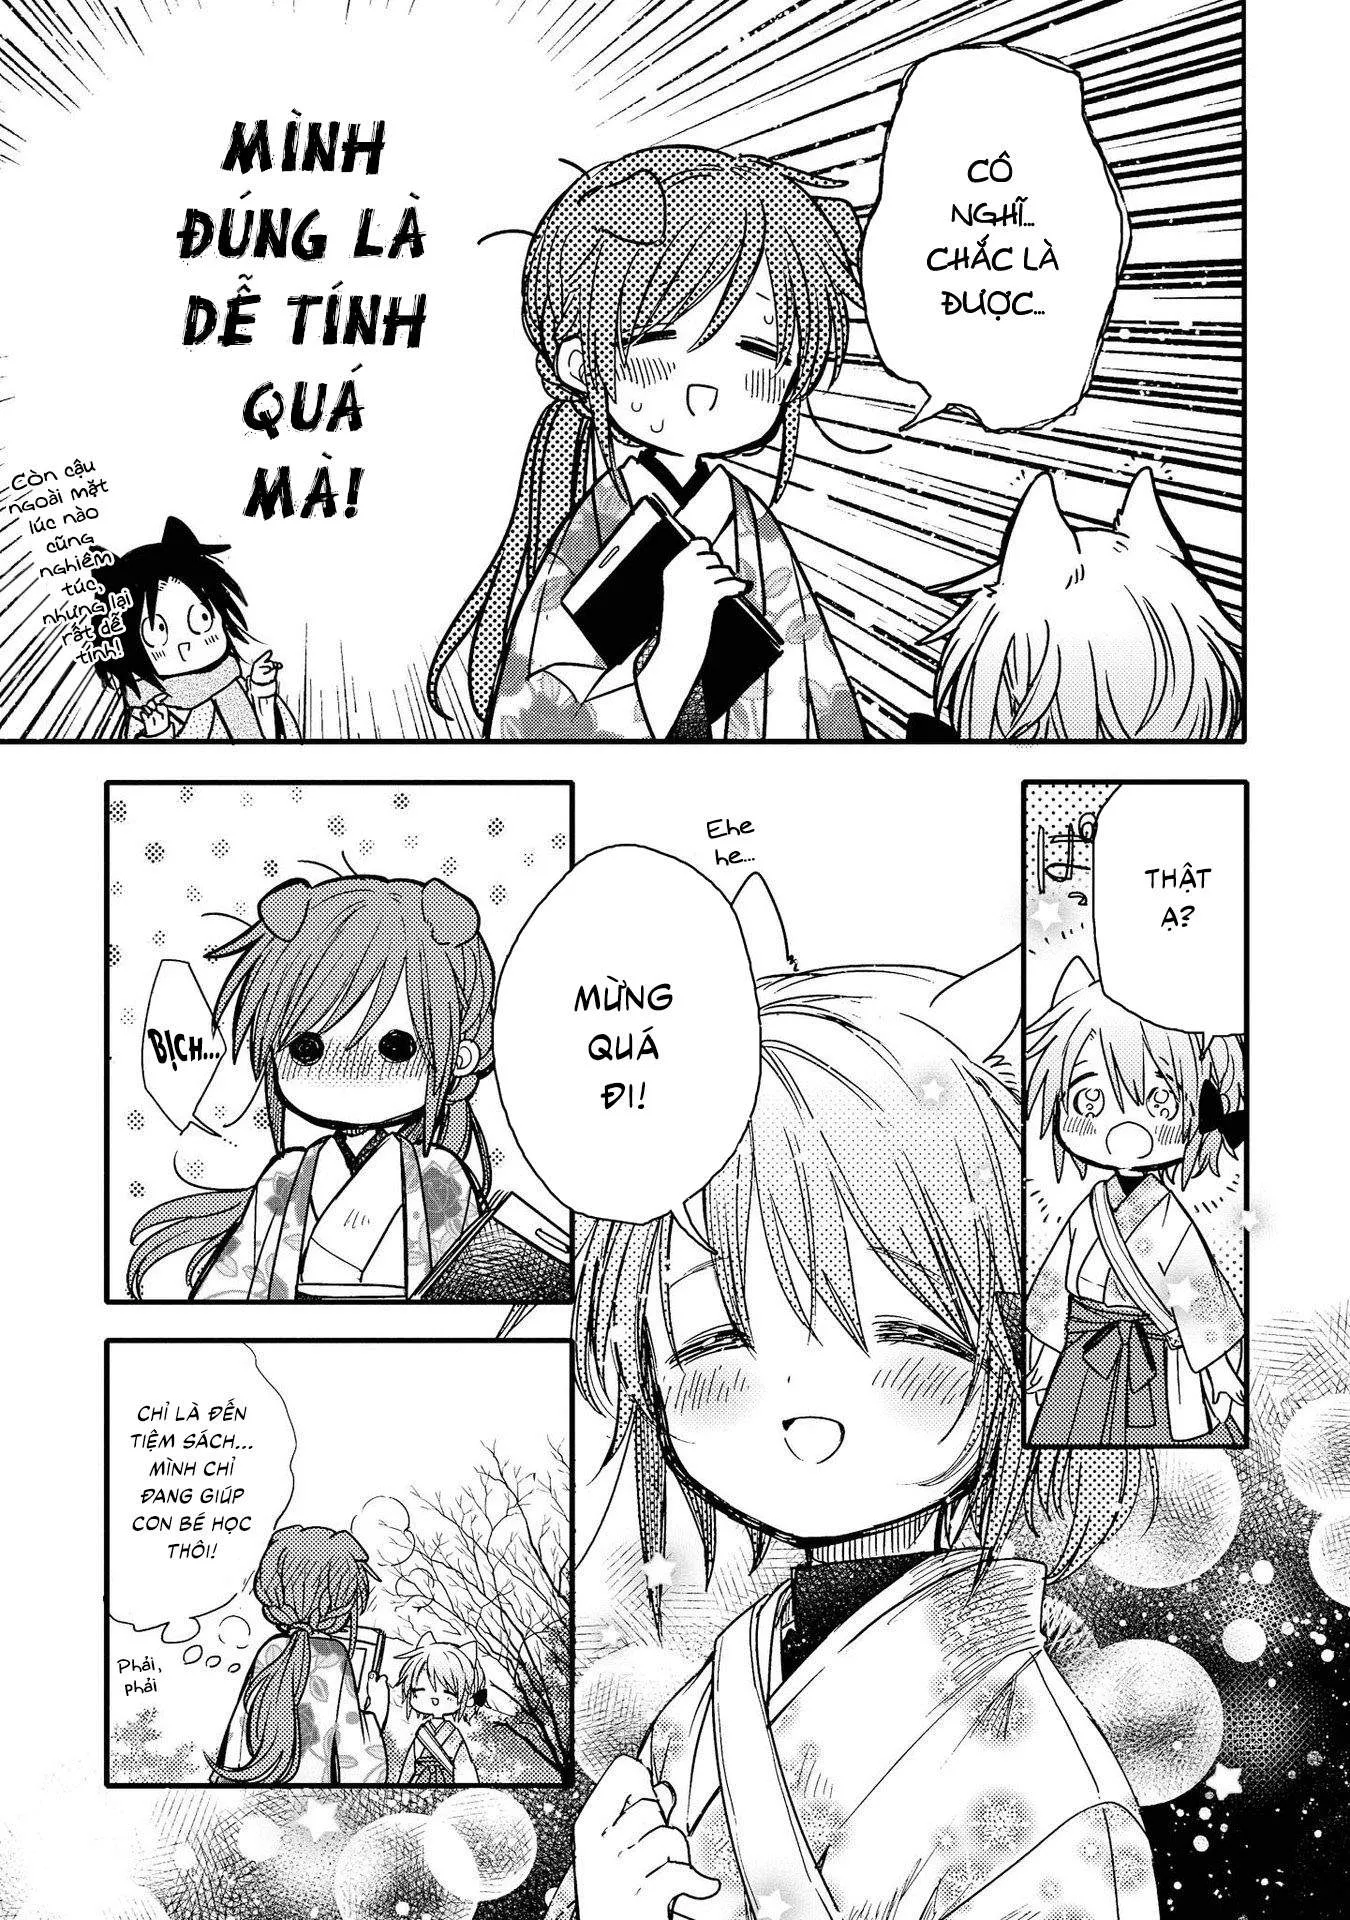 CÔ
NGHĨ...
CHẮC LÀ
ĐƯỢC...
MÌNH
ĐÚNG LÀ
DỄ TÍNH
QUÁ
MÀ!
Còn cậu
ngoài mặt
lúc nào
cũng
nghiêm
túc,
nhưng lại
rất dễ
tính!
THẬT
Ạ?
ぱ
Ehe
he...
MỪNG
QUÁ
ĐI!
BỊCH...
CHỈ LÀ ĐẾN
TIỆM SÁCH...
MÌNH CHỈ
ĐANG GIÚP
CON BÉ HỌC
THÔI!
Phải,
phải